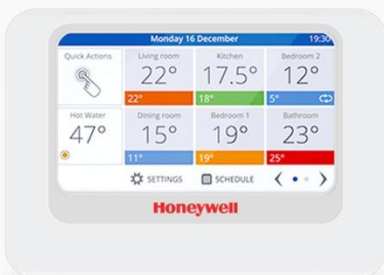 Monday 16 December 19:30
Quick Actions Living room Kitchen Bedroom 2
22° 17.5° 12°
22° 18° 5°
Hot Water Dining room Bedroom 1 Bathroom
47° 15° 19° 23°
11° 19° 25°
SETTINGS SCHEDULE
Honeywell